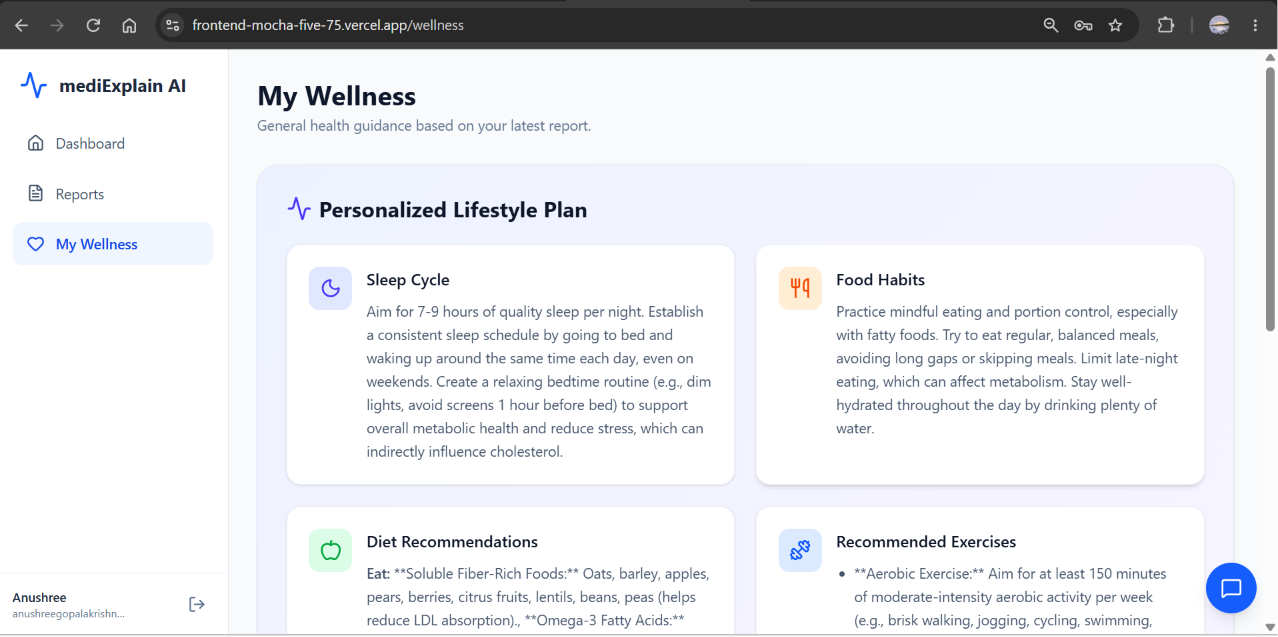 frontend-mocha-five-75.vercel.app/wellness
mediExplain AI
Dashboard
Reports
My Wellness
Anushree
anushreegopalakrishn...
My Wellness
General health guidance based on your latest report.
Personalized Lifestyle Plan
Sleep Cycle
Aim for 7-9 hours of quality sleep per night. Establish
a consistent sleep schedule by going to bed and
waking up around the same time each day, even on
weekends. Create a relaxing bedtime routine (e.g., dim
lights, avoid screens 1 hour before bed) to support
overall metabolic health and reduce stress, which can
indirectly influence cholesterol.
Food Habits
Practice mindful eating and portion control, especially
with fatty foods. Try to eat regular, balanced meals,
avoiding long gaps or skipping meals. Limit late-night
eating, which can affect metabolism. Stay well-
hydrated throughout the day by drinking plenty of
water.
Diet Recommendations
Eat: **Soluble Fiber-Rich Foods:** Oats, barley, apples,
pears, berries, citrus fruits, lentils, beans, peas (helps
reduce LDL absorption)., **Omega-3 Fatty Acids:**
Recommended Exercises
• **Aerobic Exercise:** Aim for at least 150 minutes
of moderate-intensity aerobic activity per week
(e.g., brisk walking, jogging, cycling, swimming,